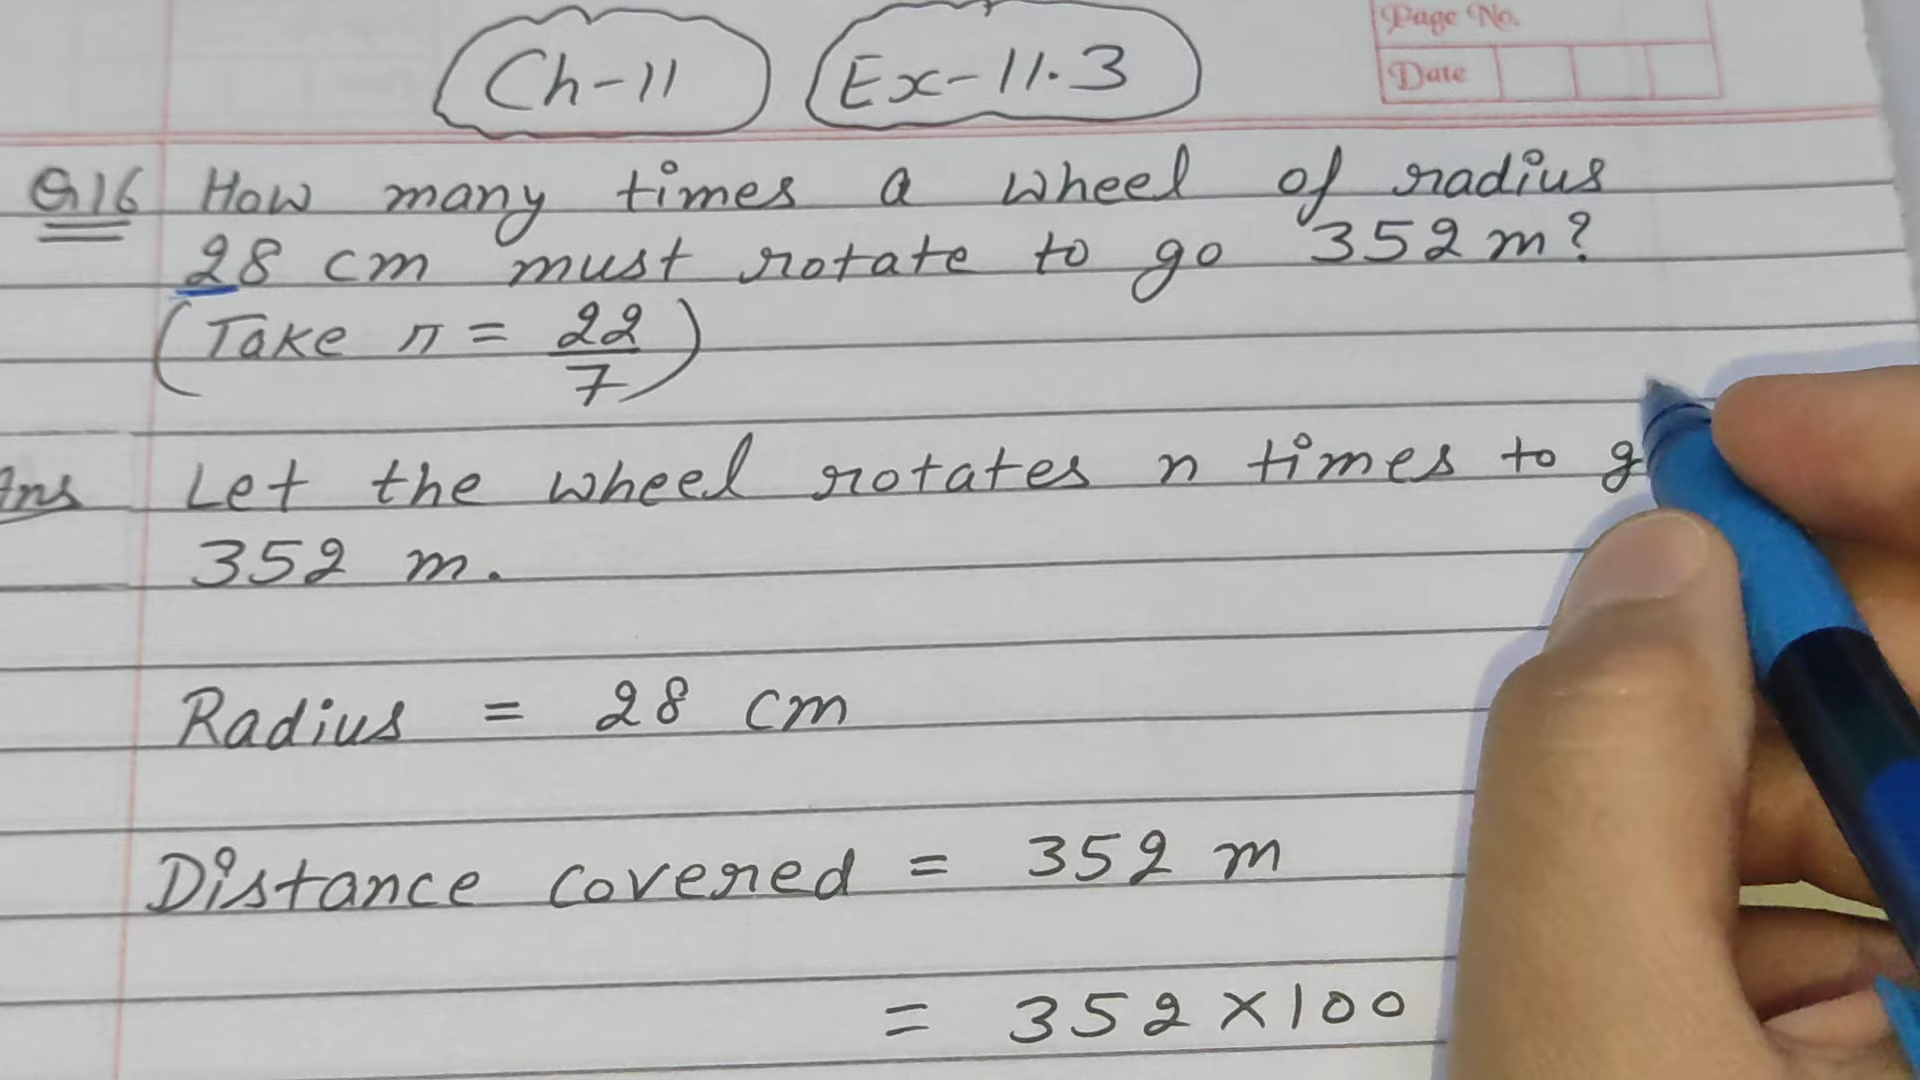 Page No.
Date
Ch-11 Ex-11.3
Q16 How many times a wheel of radius
28 cm must rotate to go 352 m?
(Take π = 22/7)
Ans Let the wheel rotates n times to
352 m.
Radius = 28 cm
Distance covered = 352 m
= 352 × 100